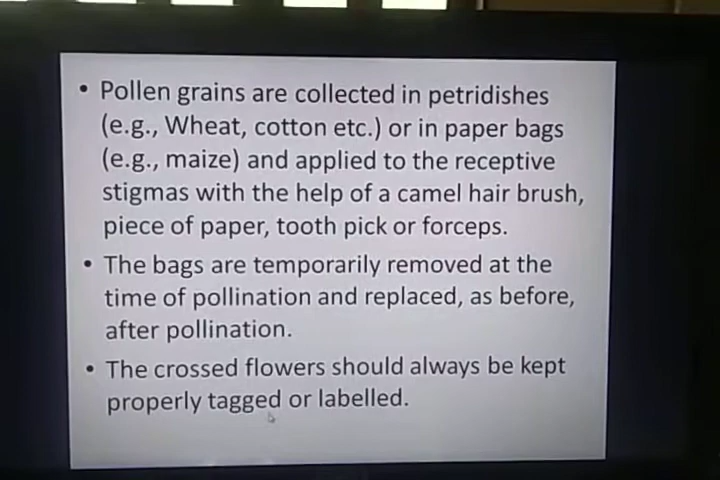 • Pollen grains are collected in petridishes
(e.g., Wheat, cotton etc.) or in paper bags
(e.g., maize) and applied to the receptive
stigmas with the help of a camel hair brush,
piece of paper, tooth pick or forceps.
• The bags are temporarily removed at the
time of pollination and replaced, as before,
after pollination.
• The crossed flowers should always be kept
properly tagged or labelled.